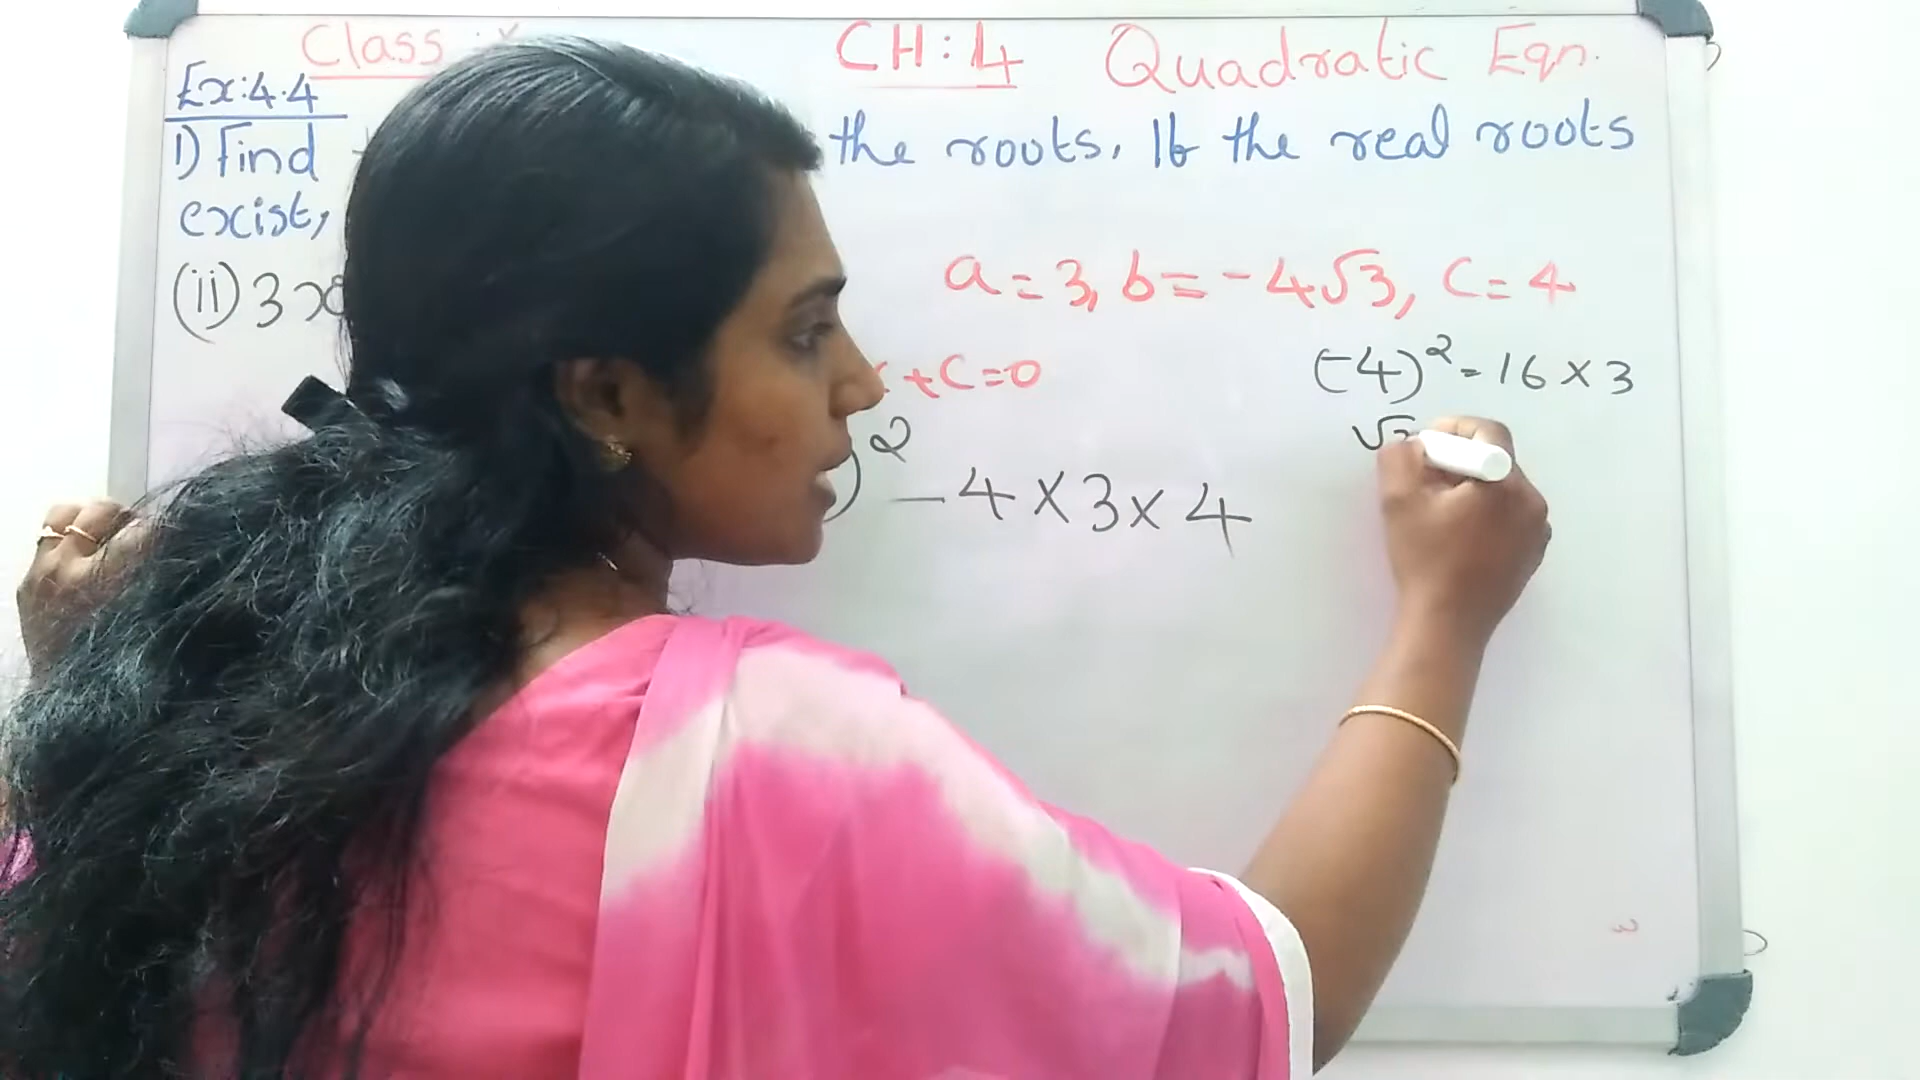 Class : X
CH : 4 Quadratic Eqn.
Ex:4.4
1) Find the roots. If the real roots
exist,
(ii) 3x a = 3, b = -4√3, c = 4
+c=0
(-4)² = 16 × 3
√3
)² - 4 × 3 × 4